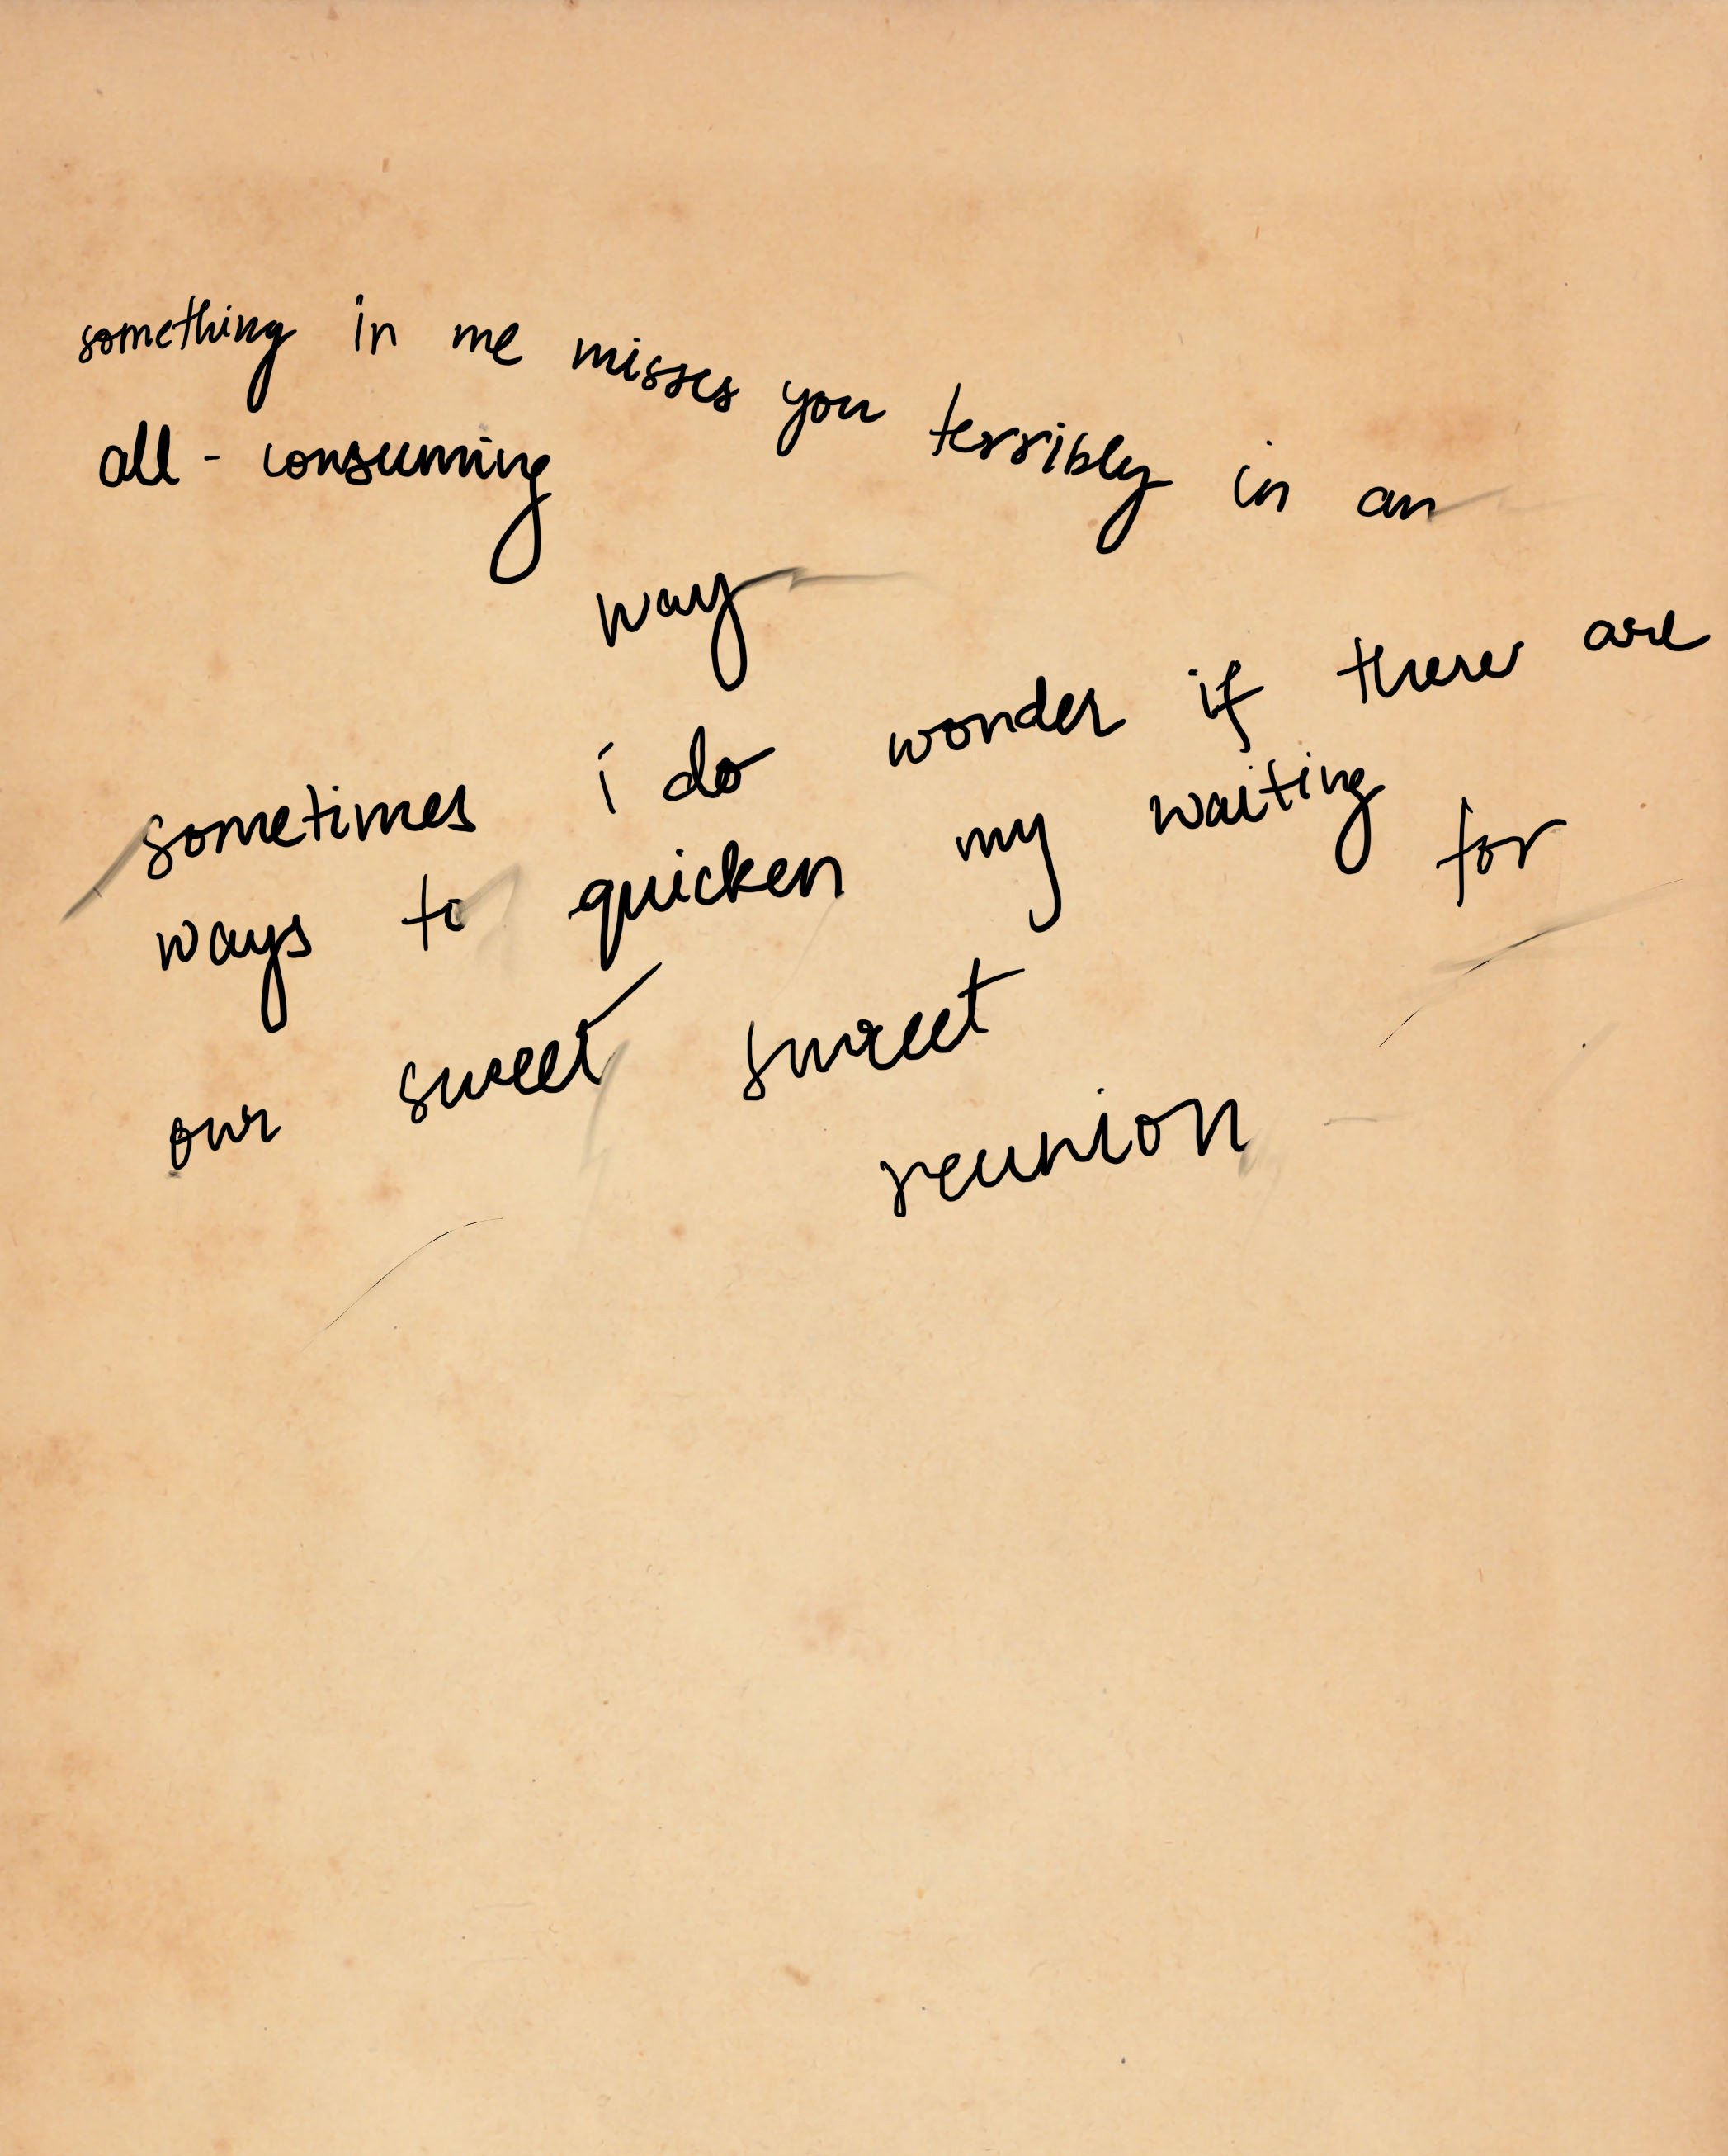 something in me misses you terribly in an
all - consuming
way
sometimes i do wonder if there are
ways to quicken my waiting for
our sweet sweet
reunion